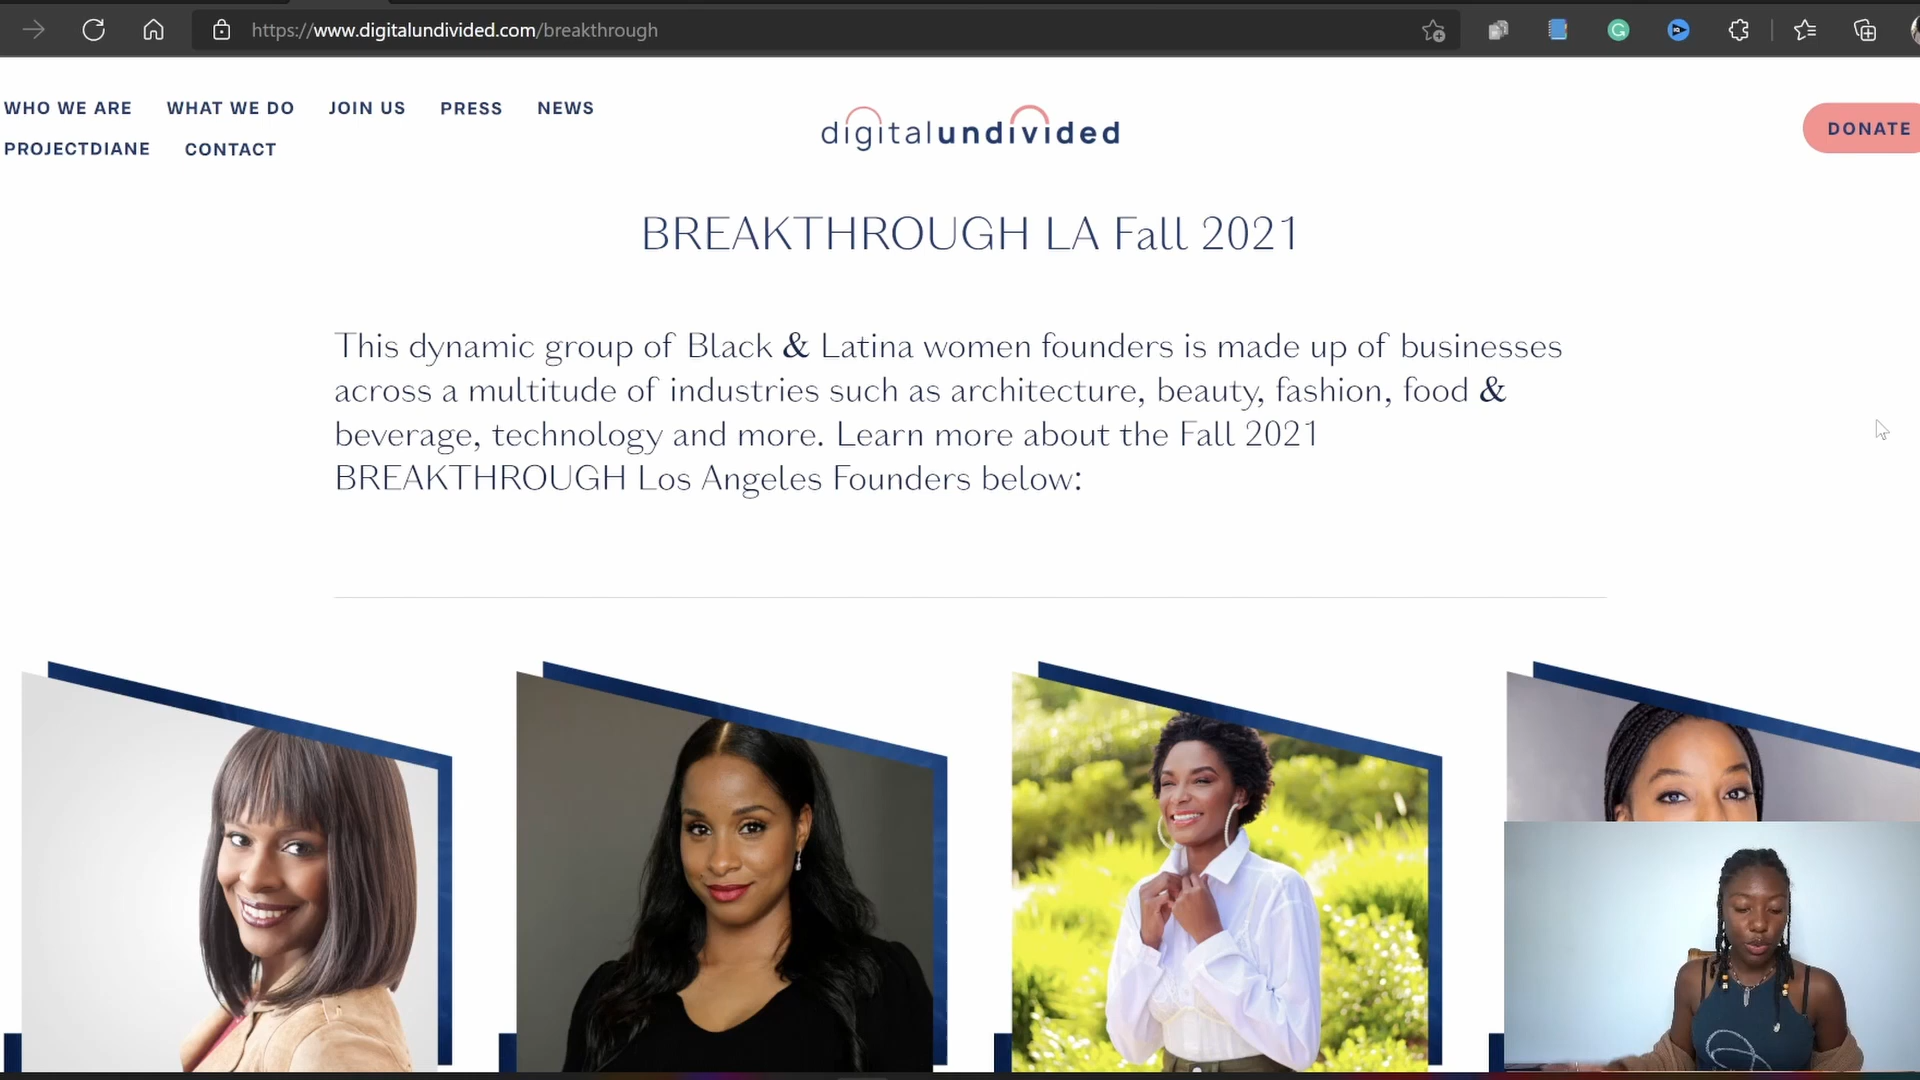 https://www.digitalundivided.com/breakthrough
WHO WE ARE WHAT WE DO JOIN US PRESS NEWS
PROJECTDIANE CONTACT
digitalundivided
DONATE
BREAKTHROUGH LA Fall 2021
This dynamic group of Black & Latina women founders is made up of businesses
across a multitude of industries such as architecture, beauty, fashion, food &
beverage, technology and more. Learn more about the Fall 2021
BREAKTHROUGH Los Angeles Founders below: